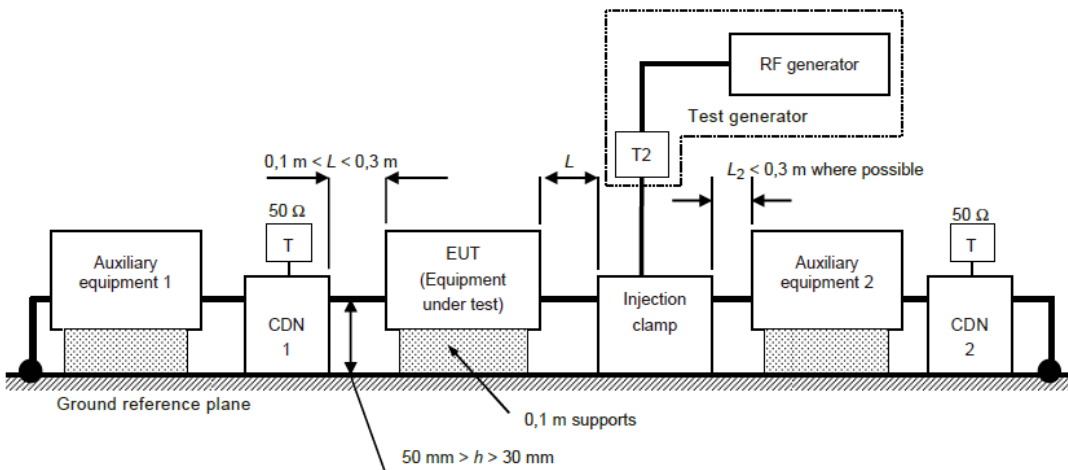 RF generator
Test generator
T2
0,1 m < L < 0,3 m
L
L2 < 0,3 m where possible
50 Ω
T
50 Ω
T
Auxiliary
equipment 1
CDN
1
EUT
(Equipment
under test)
Injection
clamp
Auxiliary
equipment 2
CDN
2
Ground reference plane
0,1 m supports
50 mm > h > 30 mm